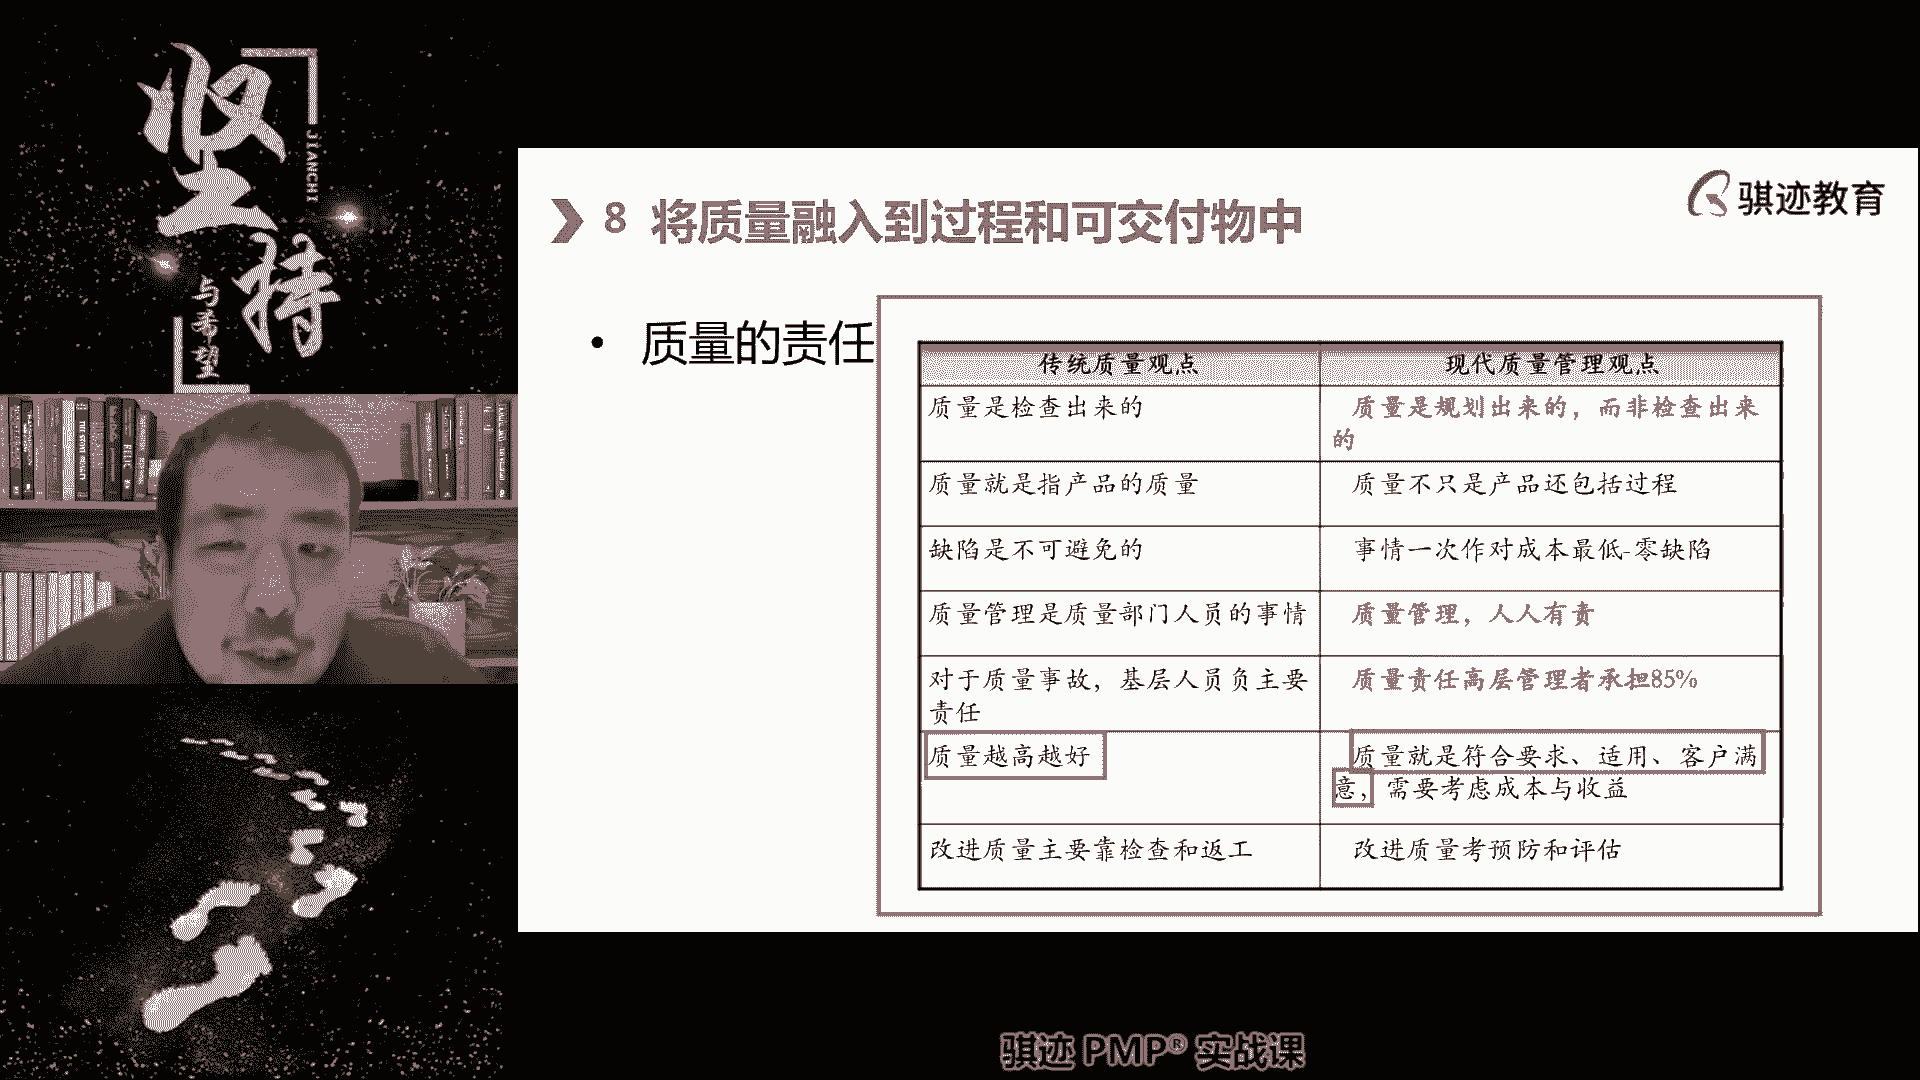 坚持
JIANCHI
与希望
骐迹教育
8 将质量融入到过程和可交付物中
• 质量的责任
传统质量观点
现代质量管理观点
质量是检查出来的
质量是规划出来的，而非检查出来
的
质量就是指产品的质量
质量不只是产品还包括过程
缺陷是不可避免的
事情一次作对成本最低-零缺陷
质量管理是质量部门人员的事情
质量管理，人人有责
对于质量事故，基层人员负主要
责任
质量责任高层管理者承担85%
质量越高越好
质量就是符合要求、适用、客户满
意，需要考虑成本与收益
改进质量主要靠检查和返工
改进质量考预防和评估
骐迹 PMP® 实战课